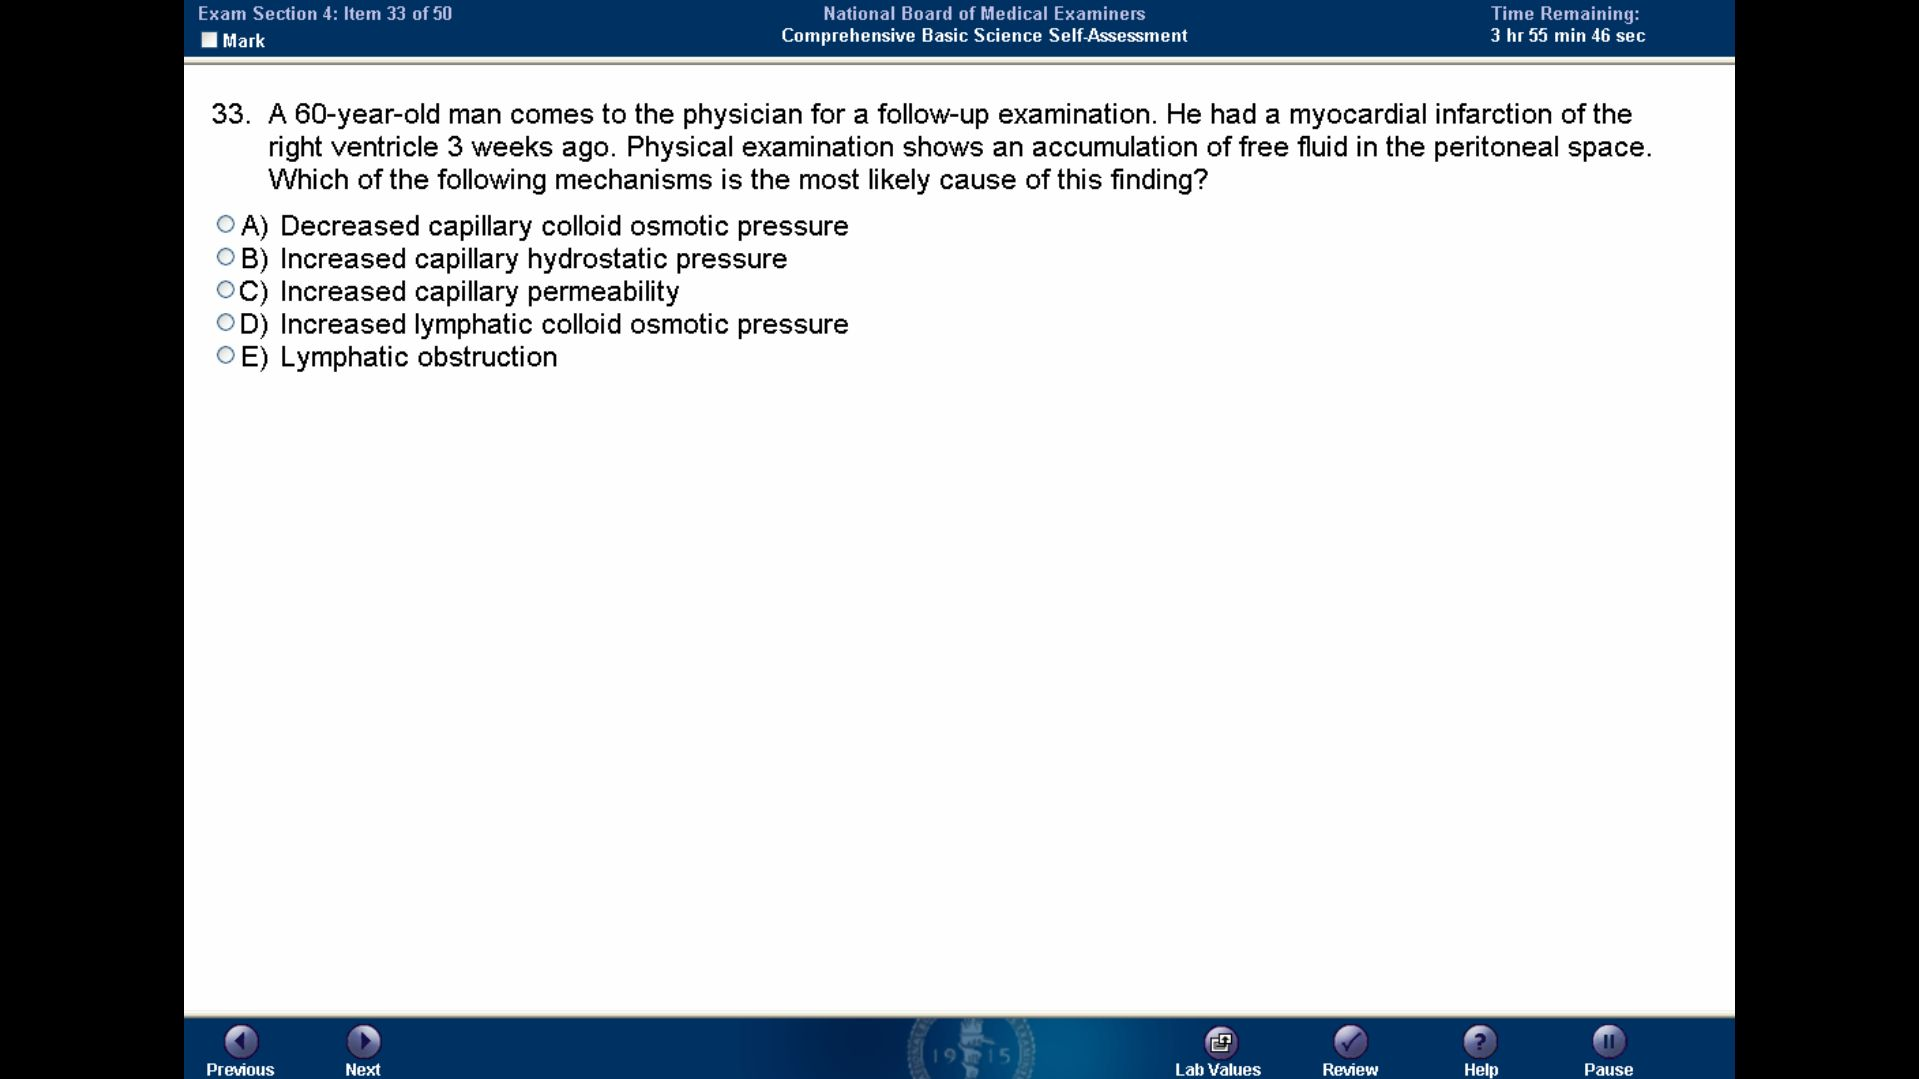 Exam Section 4: Item 33 of 50
National Board of Medical Examiners
Time Remaining:
Mark
Comprehensive Basic Science Self-Assessment
3 hr 55 min 46 sec
33. A 60-year-old man comes to the physician for a follow-up examination. He had a myocardial infarction of the
right ventricle 3 weeks ago. Physical examination shows an accumulation of free fluid in the peritoneal space.
Which of the following mechanisms is the most likely cause of this finding?
A) Decreased capillary colloid osmotic pressure
B) Increased capillary hydrostatic pressure
C) Increased capillary permeability
D) Increased lymphatic colloid osmotic pressure
E) Lymphatic obstruction
19 15
Previous
Next
Lab Values
Review
Help
Pause